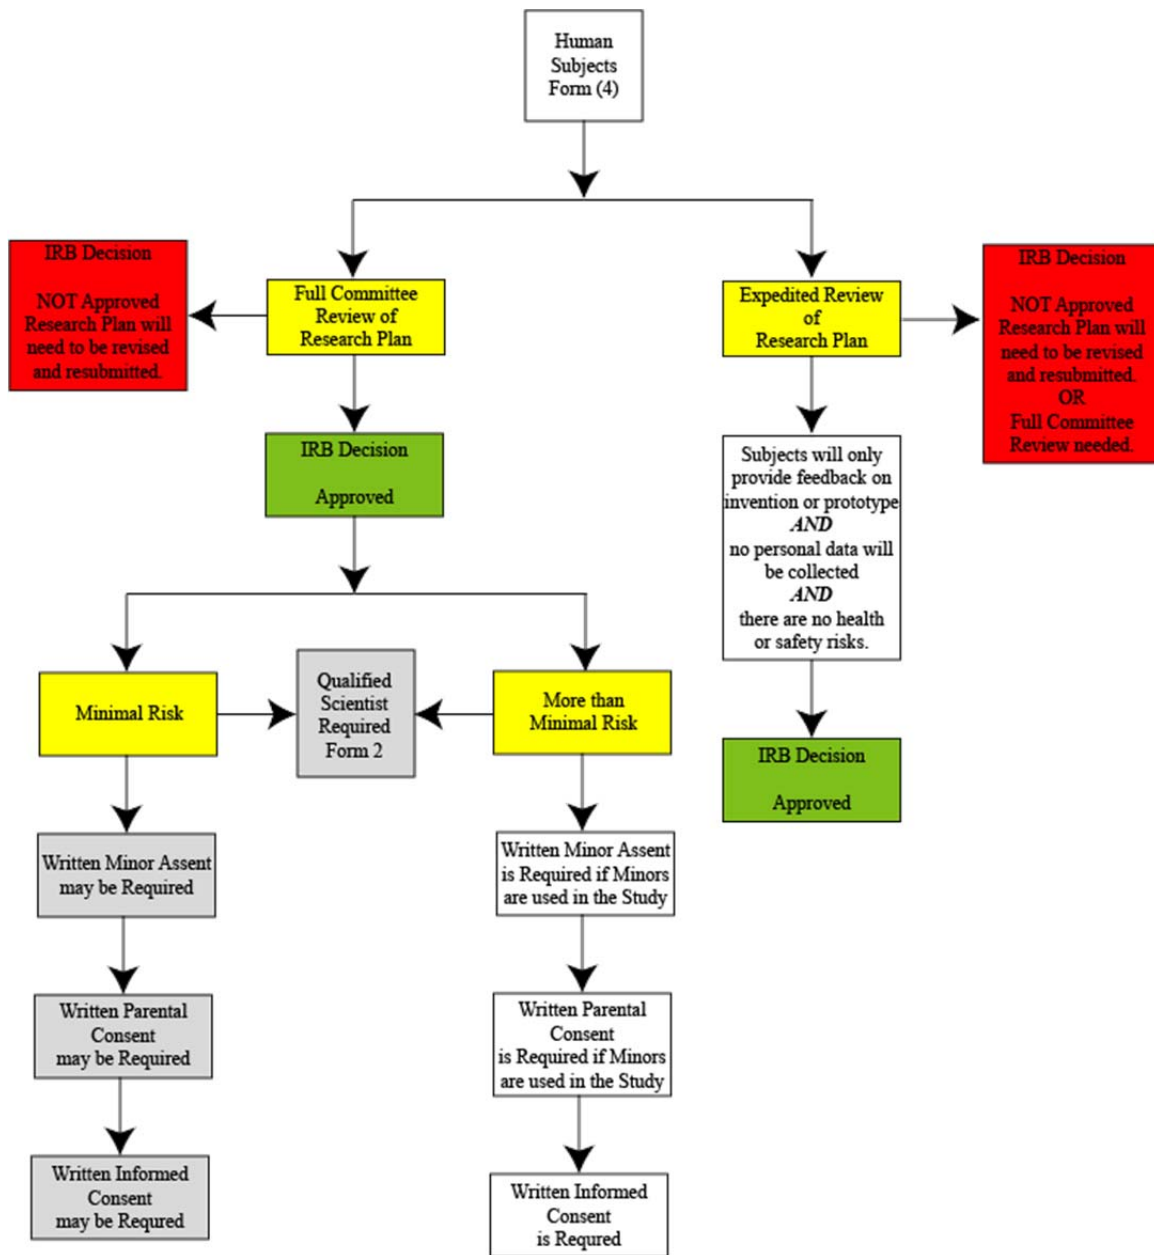 Human
Subjects
Form (4)
IRB Decision
NOT Approved
Research Plan will
need to be revised
and resubmitted.
Full Committee
Review of
Research Plan
Expedited Review
of
Research Plan
IRB Decision
NOT Approved
Research Plan will
need to be revised
and resubmitted.
OR
Full Committee
Review needed.
IRB Decision
Approved
Subjects will only
provide feedback on
invention or prototype
AND
no personal data will
be collected
AND
there are no health
or safety risks.
Minimal Risk
Qualified
Scientist
Required
Form 2
More than
Minimal Risk
IRB Decision
Approved
Written Minor Assent
may be Required
Written Minor Assent
is Required if Minors
are used in the Study
Written Parental
Consent
may be Required
Written Parental
Consent
is Required if Minors
are used in the Study
Written Informed
Consent
may be Requred
Written Informed
Consent
is Requred